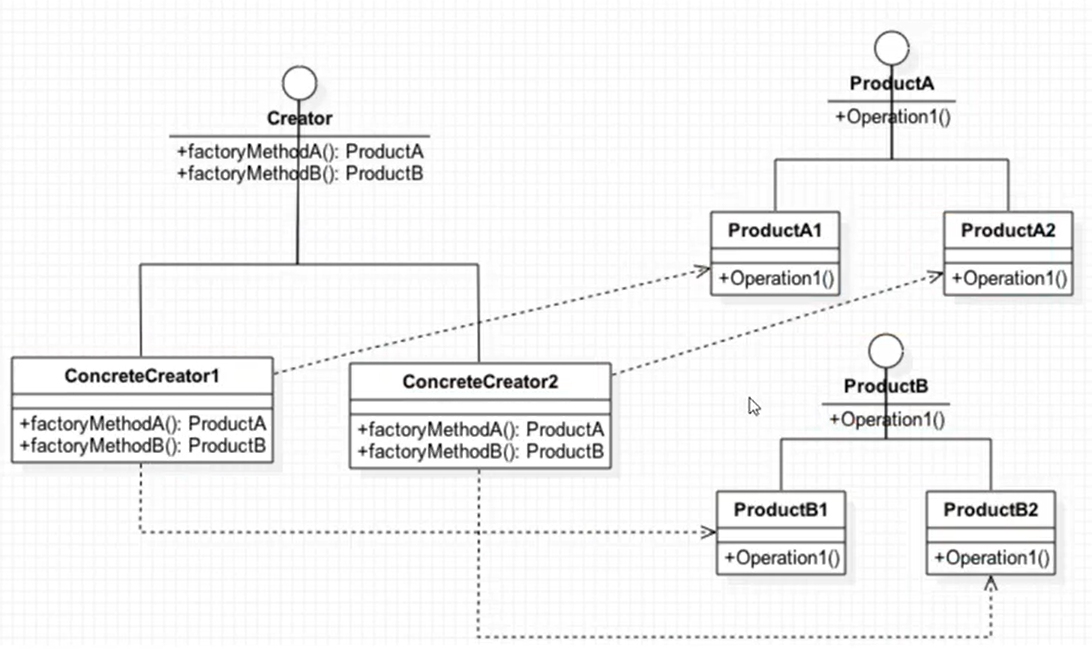 Creator
+factoryMethodA(): ProductA
+factoryMethodB(): ProductB
ProductA
+Operation1()
ProductA1
+Operation1()
ProductA2
+Operation1()
ConcreteCreator1
+factoryMethodA(): ProductA
+factoryMethodB(): ProductB
ConcreteCreator2
+factoryMethodA(): ProductA
+factoryMethodB(): ProductB
ProductB
+Operation1()
ProductB1
+Operation1()
ProductB2
+Operation1()